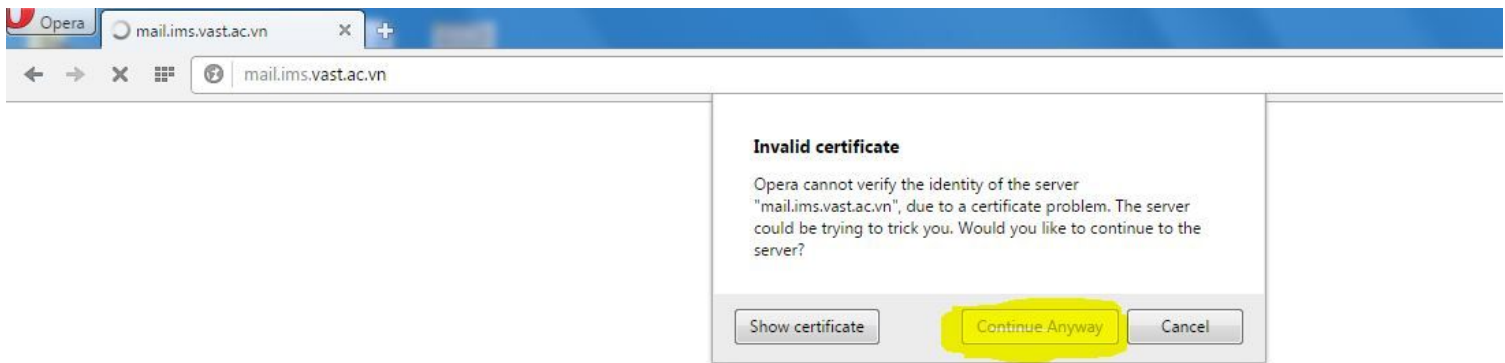 Opera
mail.ims.vast.ac.vn
mail.ims.vast.ac.vn
Invalid certificate
Opera cannot verify the identity of the server
"mail.ims.vast.ac.vn", due to a certificate problem. The server
could be trying to trick you. Would you like to continue to the
server?
Show certificate
Continue Anyway
Cancel